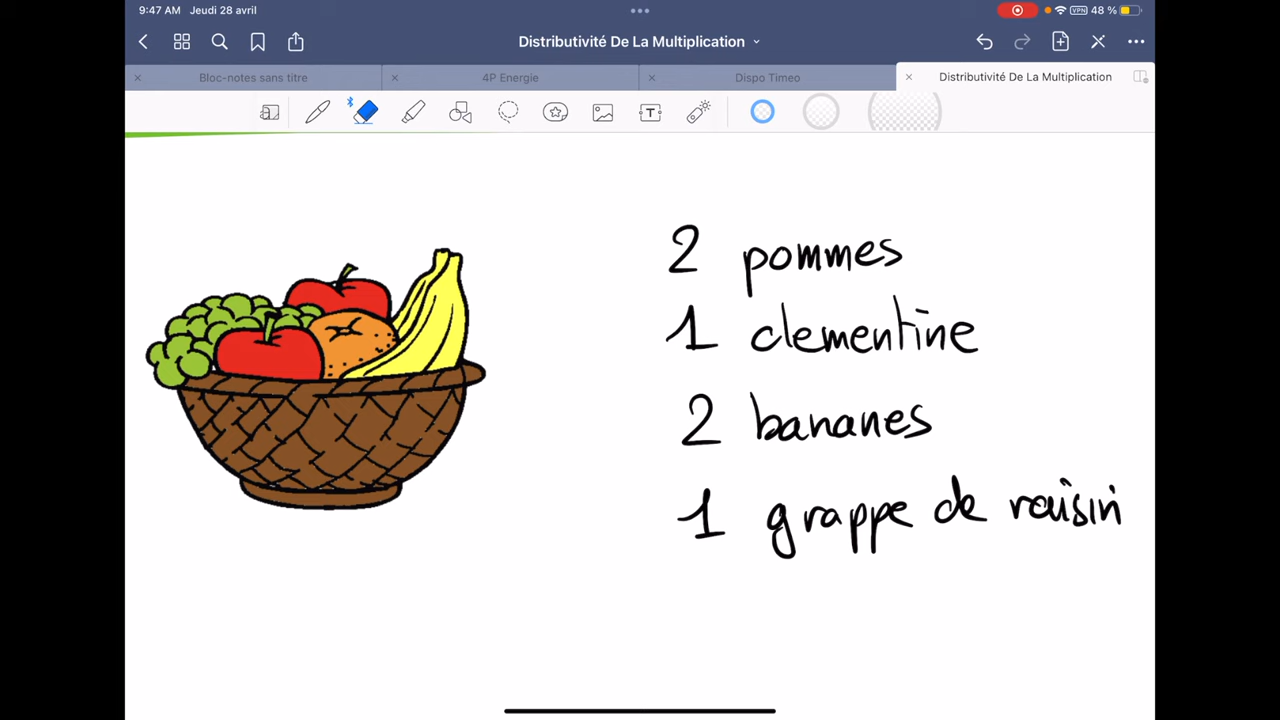 9:47 AM Jeudi 28 avril
VPN 48 %
Distributivité De La Multiplication
Bloc-notes sans titre
4P Energie
Dispo Timeo
Distributivité De La Multiplication
T
2 pommes
1 clementine
2 bananes
1 grappe de raisin